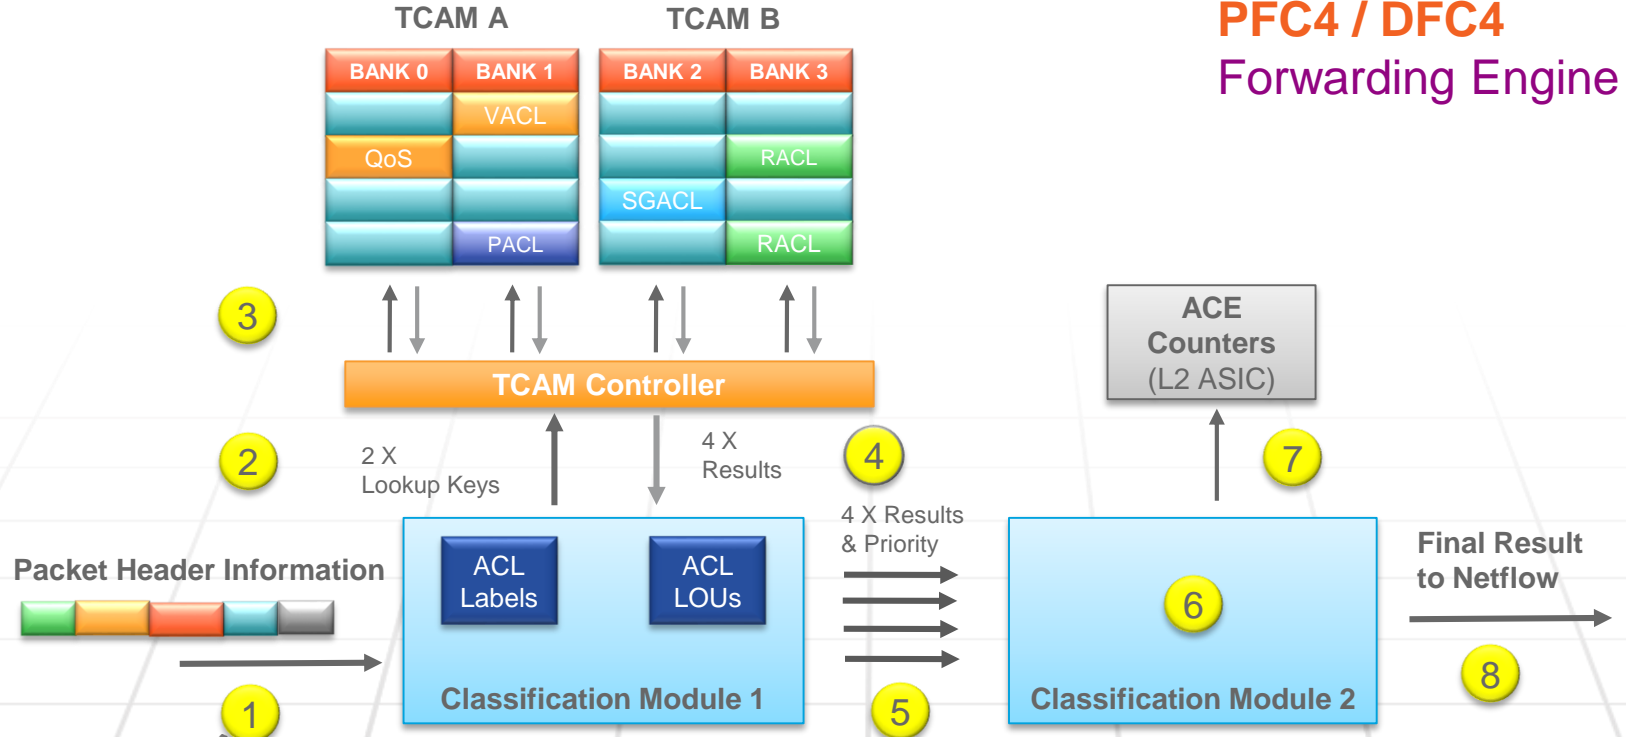 TCAM A
TCAM B
PFC4 / DFC4
Forwarding Engine
BANK 0
BANK 1
BANK 2
BANK 3
VACL
QoS
RACL
SGACL
PACL
RACL
3
TCAM Controller
ACE
Counters
(L2 ASIC)
2
2 X
Lookup Keys
4 X
Results
4
7
4 X Results
& Priority
Packet Header Information
ACL
Labels
ACL
LOUs
6
Final Result
to Netflow
Classification Module 1
Classification Module 2
1
5
8